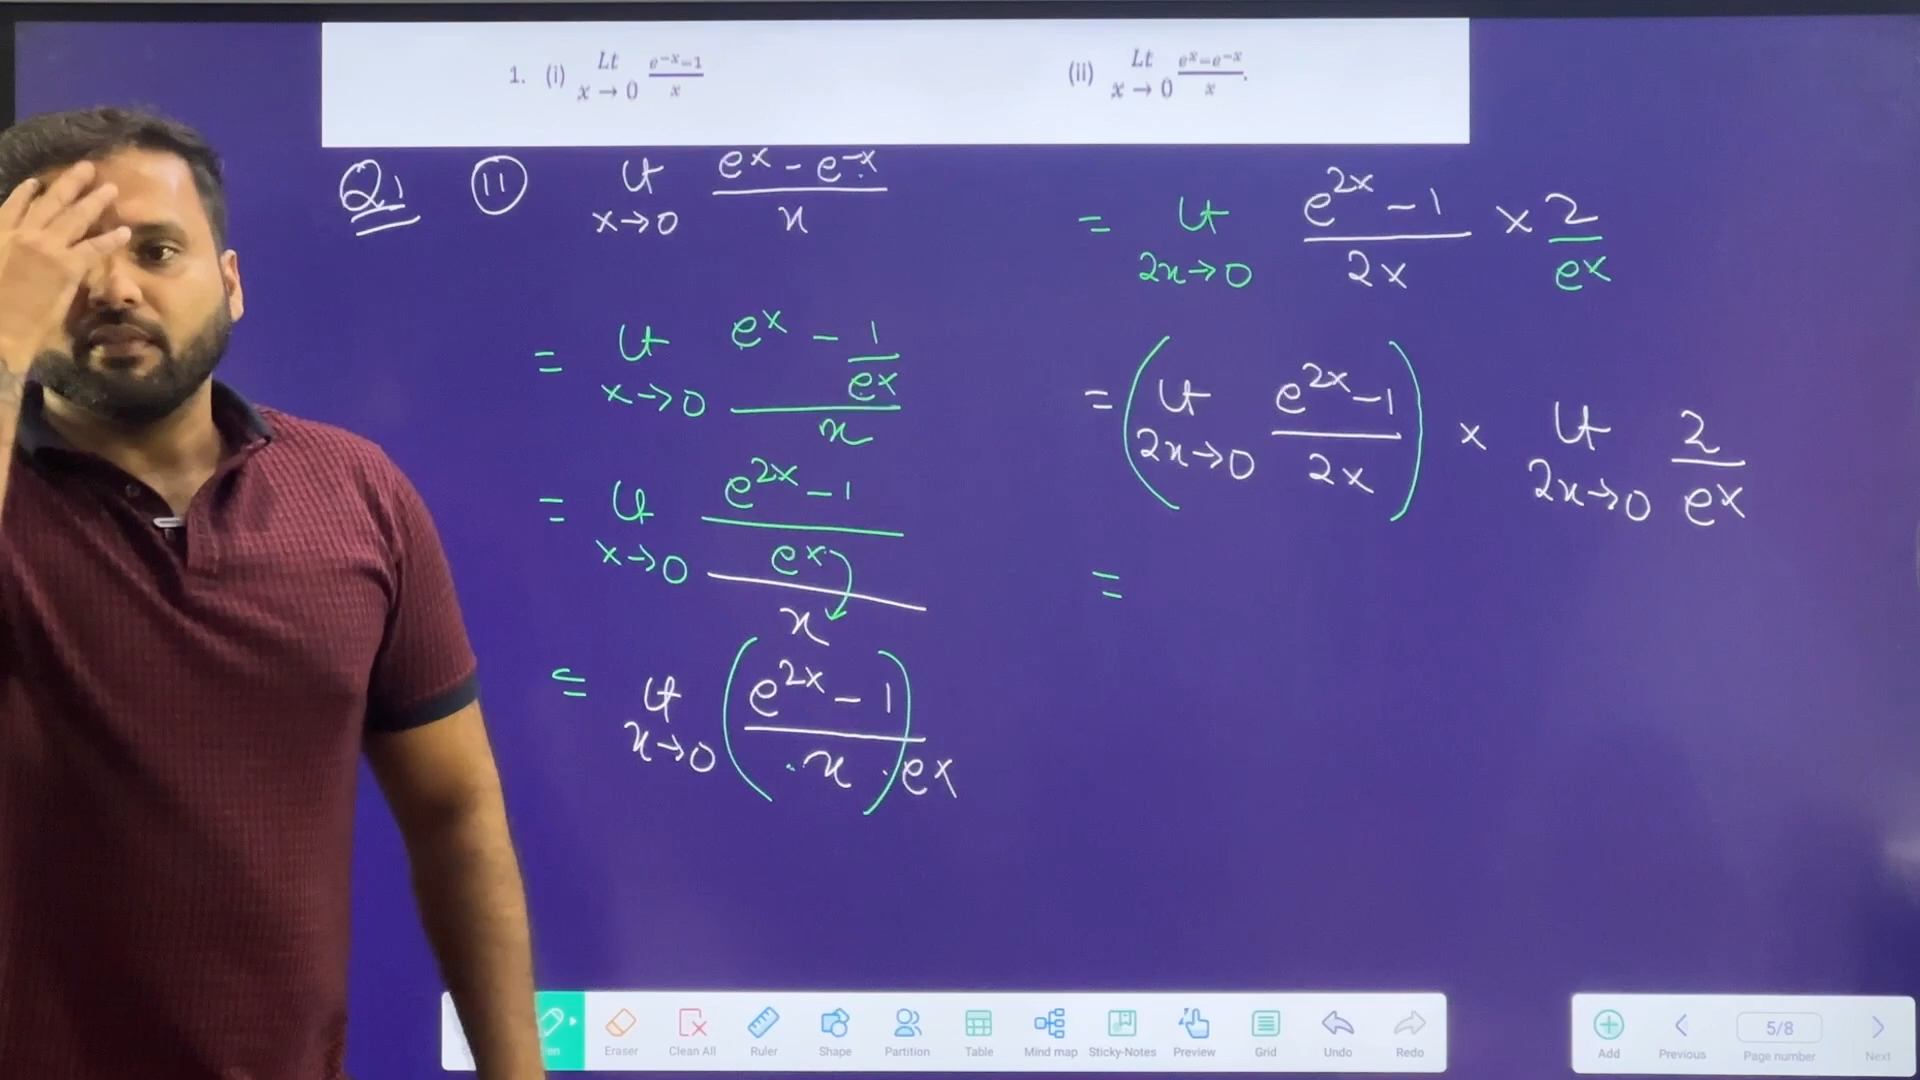 1. (i) Lt x → 0 e^-x-1 / x (ii) Lt x → 0 e^x-e^-x / x.
Q1 (11) Lt x→0 e^x - e^-x / x
= Lt x→0 e^x - 1/e^x / x
= Lt x→0 e^2x - 1 / e^x / x
= Lt x→0 (e^2x - 1 / x) . e^x
= Lt 2x→0 e^2x - 1 / 2x × 2 / e^x
= (Lt 2x→0 e^2x - 1 / 2x) × Lt 2x→0 2 / e^x
=
Eraser Clean All Ruler Shape Partition Table Mind map Sticky-Notes Preview Grid Undo Redo
Add Previous 5/8 Page number Next